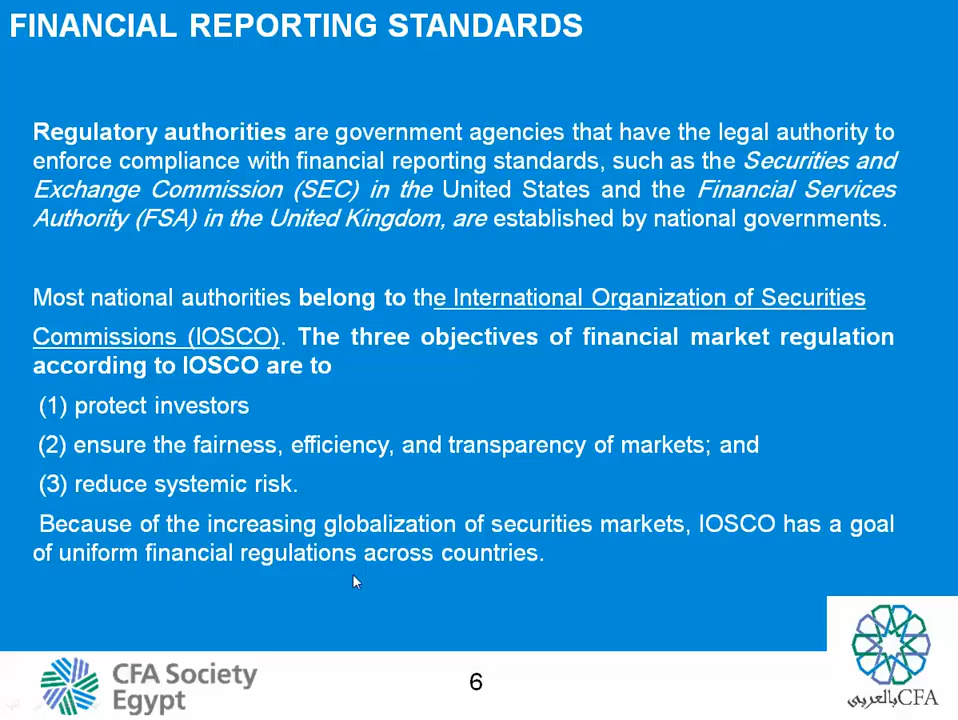 FINANCIAL REPORTING STANDARDS
Regulatory authorities are government agencies that have the legal authority to
enforce compliance with financial reporting standards, such as the Securities and
Exchange Commission (SEC) in the United States and the Financial Services
Authority (FSA) in the United Kingdom, are established by national governments.
Most national authorities belong to the International Organization of Securities
Commissions (IOSCO). The three objectives of financial market regulation
according to IOSCO are to
(1) protect investors
(2) ensure the fairness, efficiency, and transparency of markets; and
(3) reduce systemic risk.
Because of the increasing globalization of securities markets, IOSCO has a goal
of uniform financial regulations across countries.
CFA Society
Egypt
6
CFA بالعربي